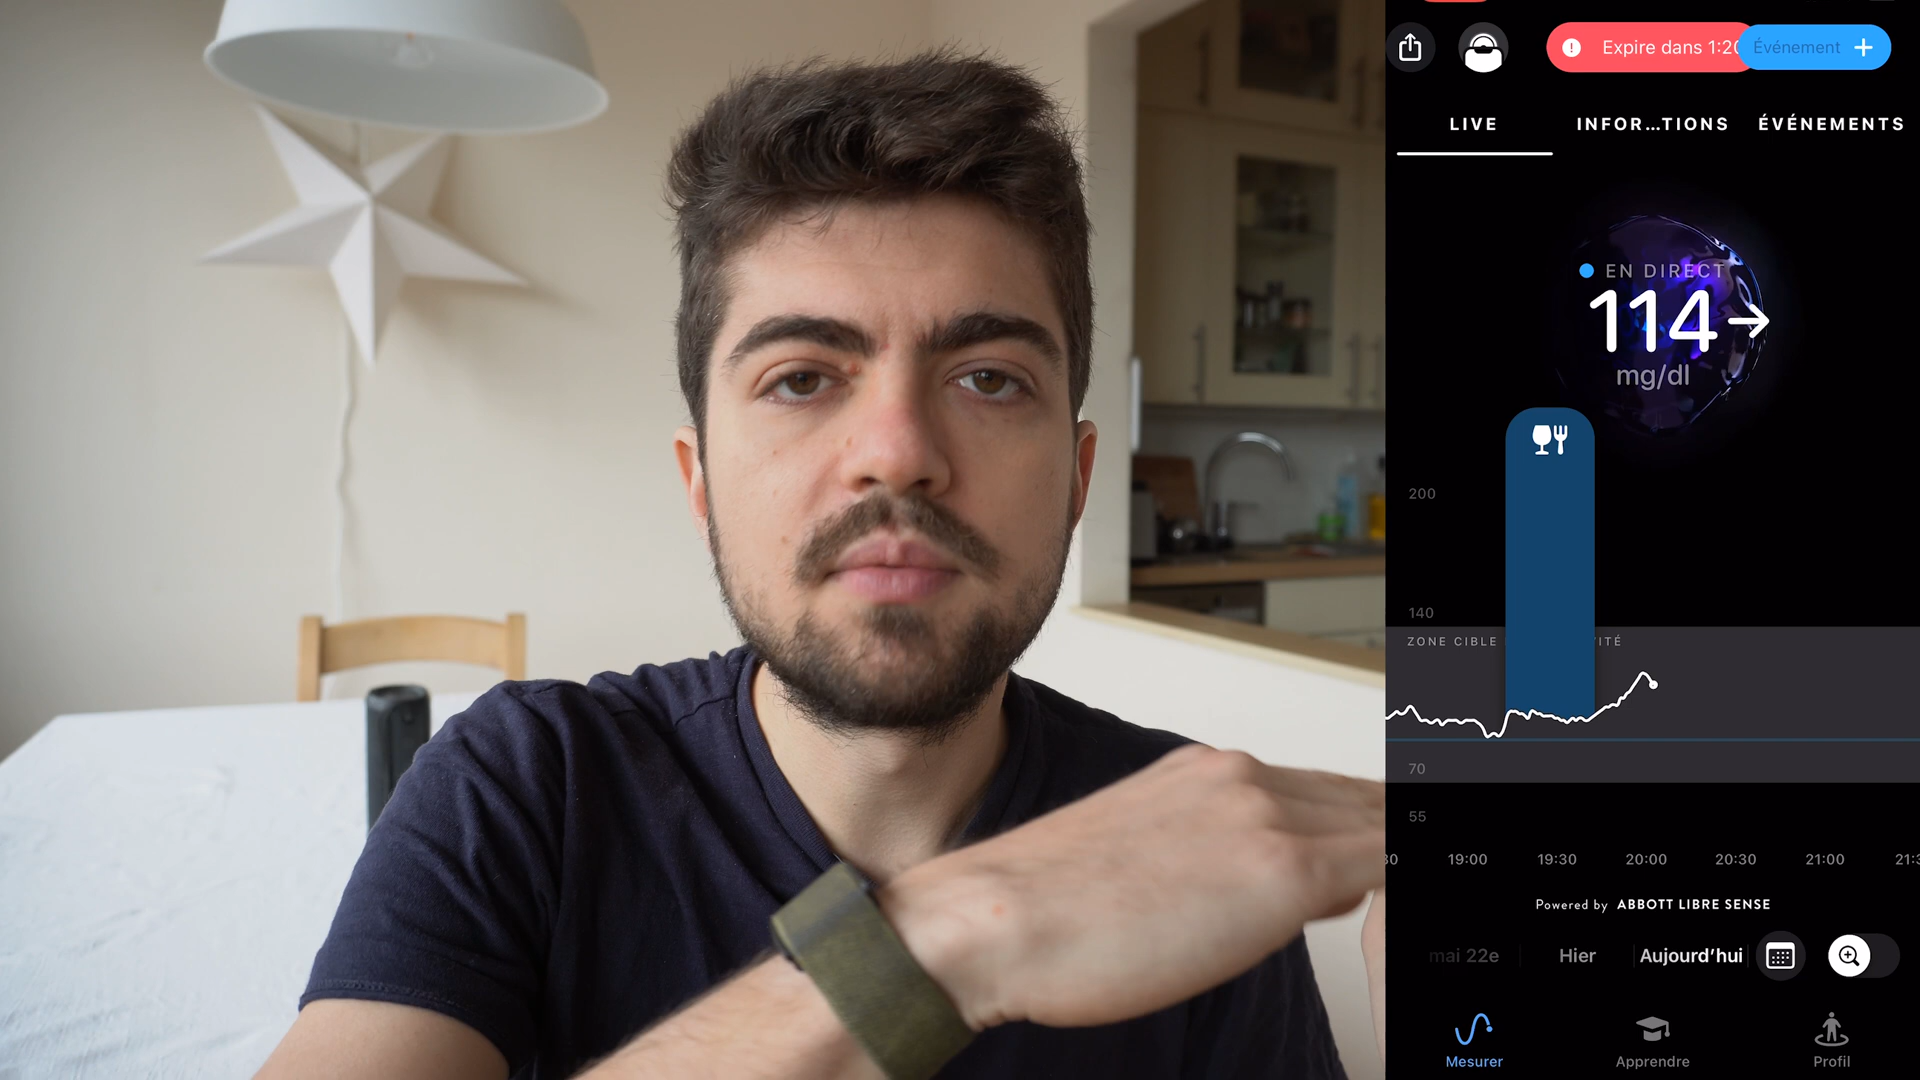 Expire dans 1:20
Événement
LIVE
INFOR...TIONS
ÉVÉNEMENTS
EN DIRECT
114
mg/dl
200
140
ZONE CIBLE
70
55
19:00 19:30 20:00 20:30 21:00
Powered by ABBOTT LIBRE SENSE
mai 22e Hier Aujourd’hui
Mesurer Apprendre Profil